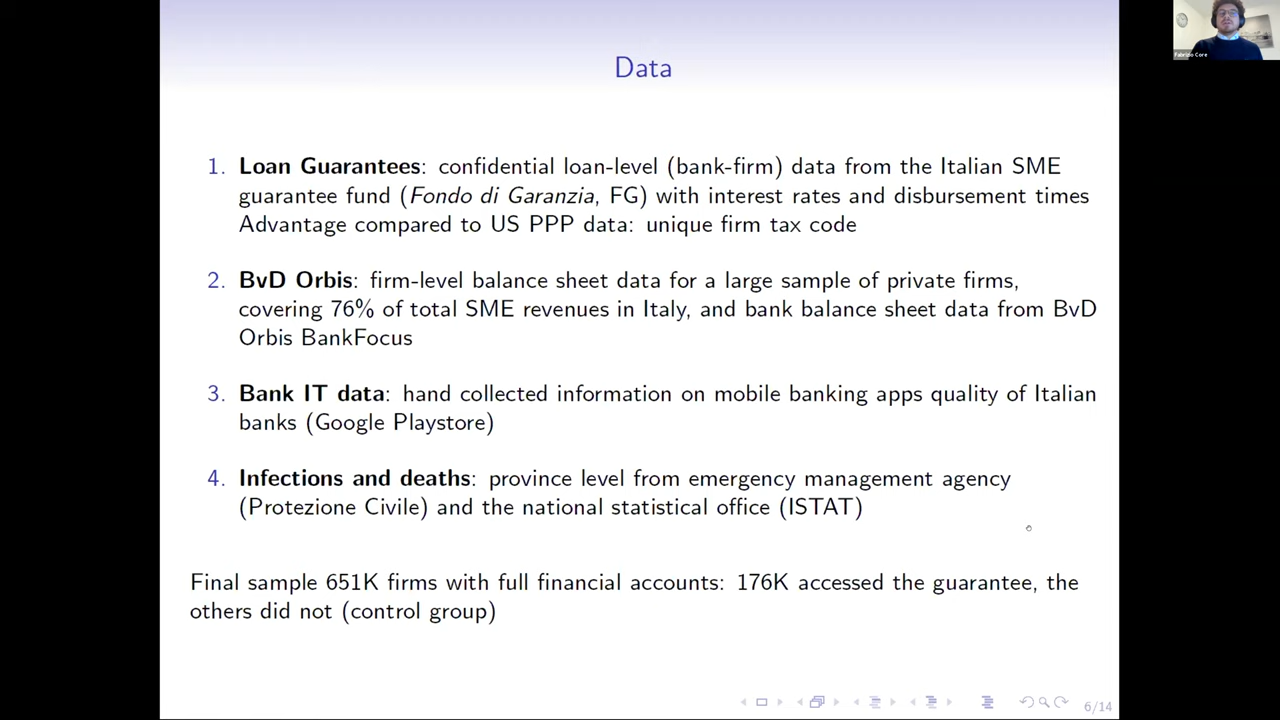 Data
1. Loan Guarantees: confidential loan-level (bank-firm) data from the Italian SME
guarantee fund (Fondo di Garanzia, FG) with interest rates and disbursement times
Advantage compared to US PPP data: unique firm tax code
2. BvD Orbis: firm-level balance sheet data for a large sample of private firms,
covering 76% of total SME revenues in Italy, and bank balance sheet data from BvD
Orbis BankFocus
3. Bank IT data: hand collected information on mobile banking apps quality of Italian
banks (Google Playstore)
4. Infections and deaths: province level from emergency management agency
(Protezione Civile) and the national statistical office (ISTAT)
Final sample 651K firms with full financial accounts: 176K accessed the guarantee, the
others did not (control group)
6/14
Fabrizio Core